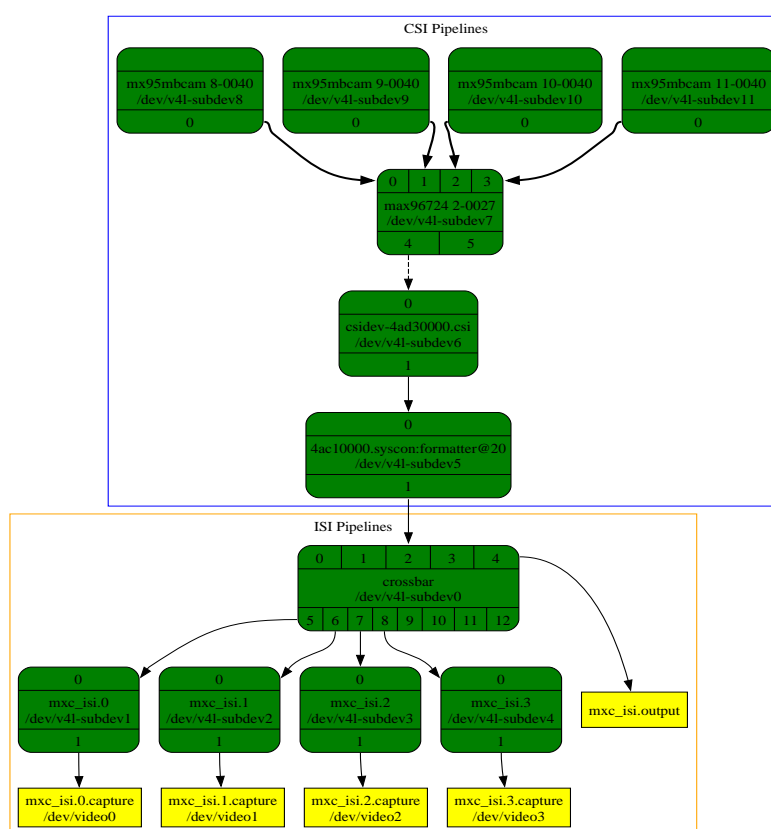 CSI Pipelines
mx95mbcam 8-0040
/dev/v4l-subdev8
0
mx95mbcam 9-0040
/dev/v4l-subdev9
0
mx95mbcam 10-0040
/dev/v4l-subdev10
0
mx95mbcam 11-0040
/dev/v4l-subdev11
0
0 1 2 3
max96724 2-0027
/dev/v4l-subdev7
4 5
0
csidev-4ad30000.csi
/dev/v4l-subdev6
1
0
4ac10000.syscon:formatter@20
/dev/v4l-subdev5
1
ISI Pipelines
0 1 2 3 4
crossbar
/dev/v4l-subdev0
5 6 7 8 9 10 11 12
0
mxc_isi.0
/dev/v4l-subdev1
1
0
mxc_isi.1
/dev/v4l-subdev2
1
0
mxc_isi.2
/dev/v4l-subdev3
1
0
mxc_isi.3
/dev/v4l-subdev4
1
mxc_isi.output
mxc_isi.0.capture
/dev/video0
mxc_isi.1.capture
/dev/video1
mxc_isi.2.capture
/dev/video2
mxc_isi.3.capture
/dev/video3